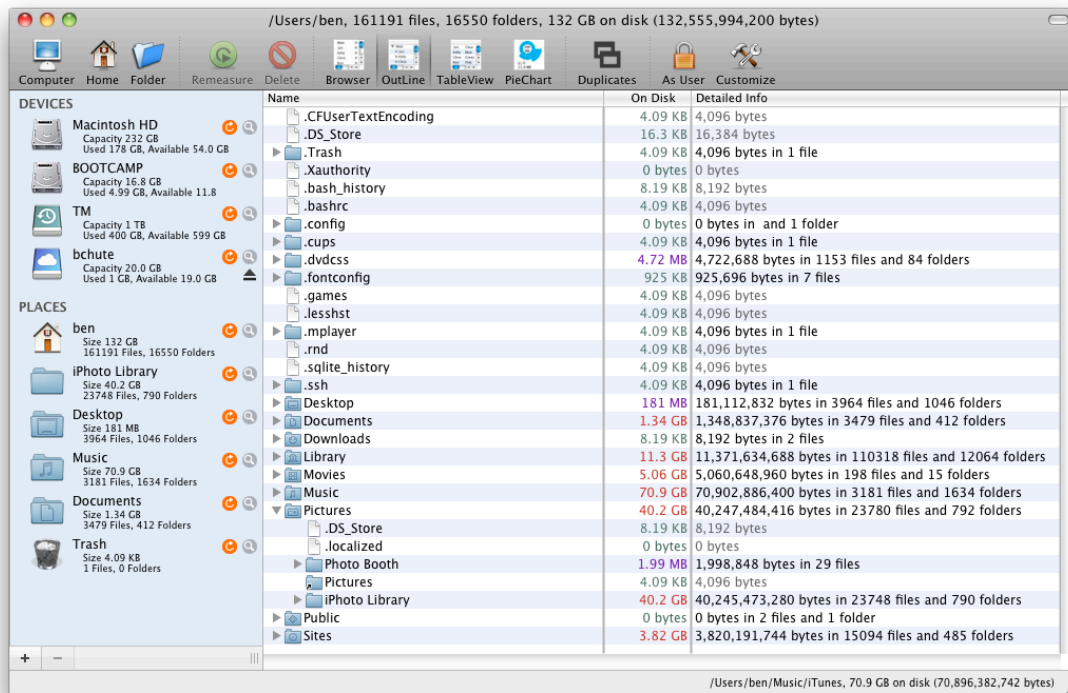 /Users/ben, 161191 files, 16550 folders, 132 GB on disk (132,555,994,200 bytes)
Computer Home Folder Remeasure Delete Browser OutLine TableView PieChart Duplicates As User Customize
DEVICES
Macintosh HD
Capacity 232 GB
Used 178 GB, Available 54.0 GB
BOOTCAMP
Capacity 16.8 GB
Used 4.99 GB, Available 11.8
TM
Capacity 1 TB
Used 400 GB, Available 599 GB
bchute
Capacity 20.0 GB
Used 1 GB, Available 19.0 GB
PLACES
ben
Size 132 GB
161191 Files, 16550 Folders
iPhoto Library
Size 40.2 GB
23748 Files, 790 Folders
Desktop
Size 181 MB
3964 Files, 1046 Folders
Music
Size 70.9 GB
3181 Files, 1634 Folders
Documents
Size 1.34 GB
3479 Files, 412 Folders
Trash
Size 4.09 KB
1 Files, 0 Folders
Name On Disk Detailed Info
.CFUserTextEncoding 4.09 KB 4,096 bytes
.DS_Store 16.3 KB 16,384 bytes
.Trash 4.09 KB 4,096 bytes in 1 file
.Xauthority 0 bytes 0 bytes
.bash_history 8.19 KB 8,192 bytes
.bashrc 4.09 KB 4,096 bytes
.config 0 bytes 0 bytes in and 1 folder
.cups 4.09 KB 4,096 bytes in 1 file
.dvdcss 4.72 MB 4,722,688 bytes in 1153 files and 84 folders
.fontconfig 925 KB 925,696 bytes in 7 files
.games 4.09 KB 4,096 bytes
.lesshst 4.09 KB 4,096 bytes
.mplayer 4.09 KB 4,096 bytes in 1 file
.rnd 4.09 KB 4,096 bytes
.sqlite_history 4.09 KB 4,096 bytes
.ssh 4.09 KB 4,096 bytes in 1 file
Desktop 181 MB 181,112,832 bytes in 3964 files and 1046 folders
Documents 1.34 GB 1,348,837,376 bytes in 3479 files and 412 folders
Downloads 8.19 KB 8,192 bytes in 2 files
Library 11.3 GB 11,371,634,688 bytes in 110318 files and 12064 folders
Movies 5.06 GB 5,060,648,960 bytes in 198 files and 15 folders
Music 70.9 GB 70,902,886,400 bytes in 3181 files and 1634 folders
Pictures 40.2 GB 40,247,484,416 bytes in 23780 files and 792 folders
.DS_Store 8.19 KB 8,192 bytes
.localized 0 bytes 0 bytes
Photo Booth 1.99 MB 1,998,848 bytes in 29 files
Pictures 4.09 KB 4,096 bytes
iPhoto Library 40.2 GB 40,245,473,280 bytes in 23748 files and 790 folders
Public 0 bytes 0 bytes in 2 files and 1 folder
Sites 3.82 GB 3,820,191,744 bytes in 15094 files and 485 folders
/Users/ben/Music/iTunes, 70.9 GB on disk (70,896,382,742 bytes)